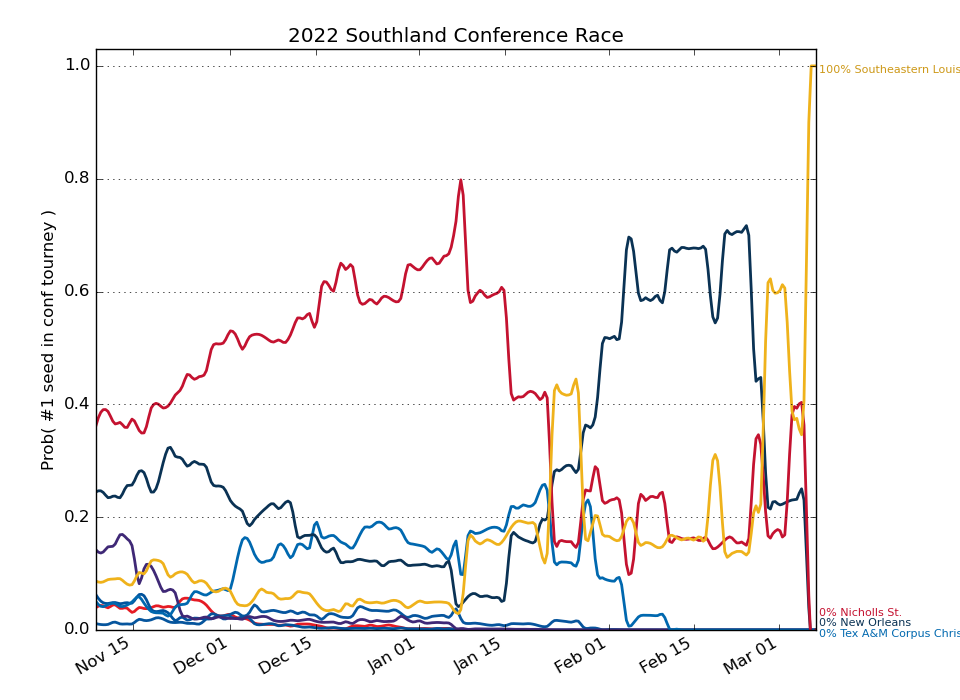 2022 Southland Conference Race
1.0
0.8
0.6
0.4
0.2
0.0
Prob( #1 seed in conf tourney )
100% Southeastern Louis
0% Nicholls St.
0% New Orleans
0% Tex A&M Corpus Chris
Nov 15
Dec 01
Dec 15
Jan 01
Jan 15
Feb 01
Feb 15
Mar 01